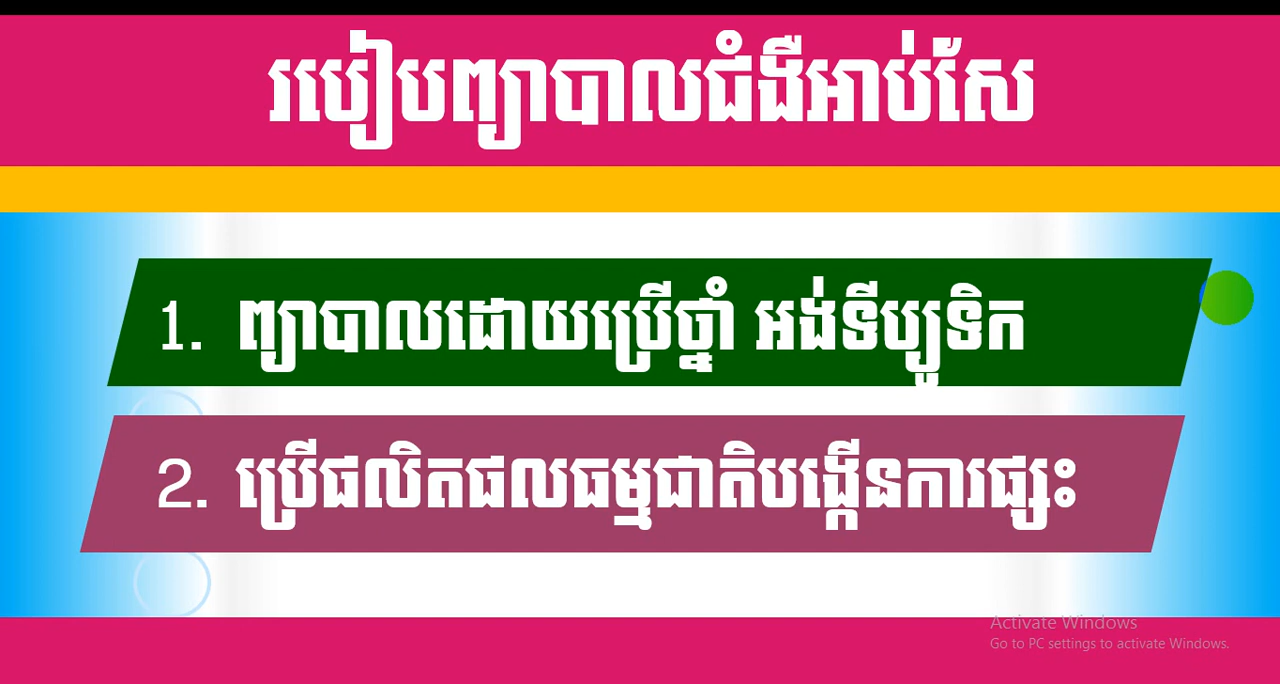 របៀបព្យាបាលជំងឺអាប់សែ
1. ព្យាបាលដោយប្រើថ្នាំ អង់ទីប្យូទិក
2. ប្រើផលិតផលធម្មជាតិបង្កើនការផ្សះ
Activate Windows
Go to PC settings to activate Windows.